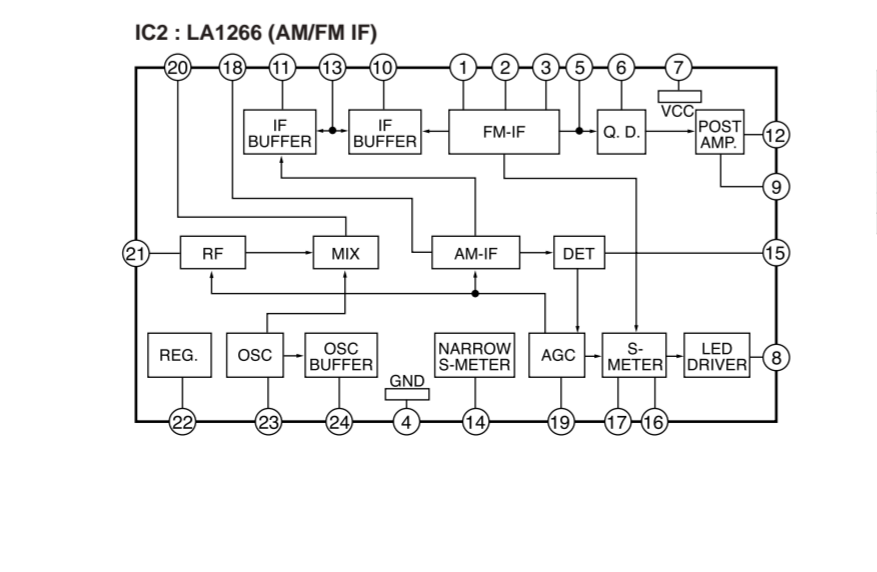 IC2 : LA1266 (AM/FM IF)
20 18 11 13 10 1 2 3 5 6 7
VCC
IF
BUFFER
IF
BUFFER
FM-IF
Q. D.
POST
AMP.
12
9
21
RF
MIX
AM-IF
DET
15
REG.
OSC
OSC
BUFFER
NARROW
S-METER
AGC
S-
METER
LED
DRIVER
8
GND
22 23 24 4 14 19 17 16